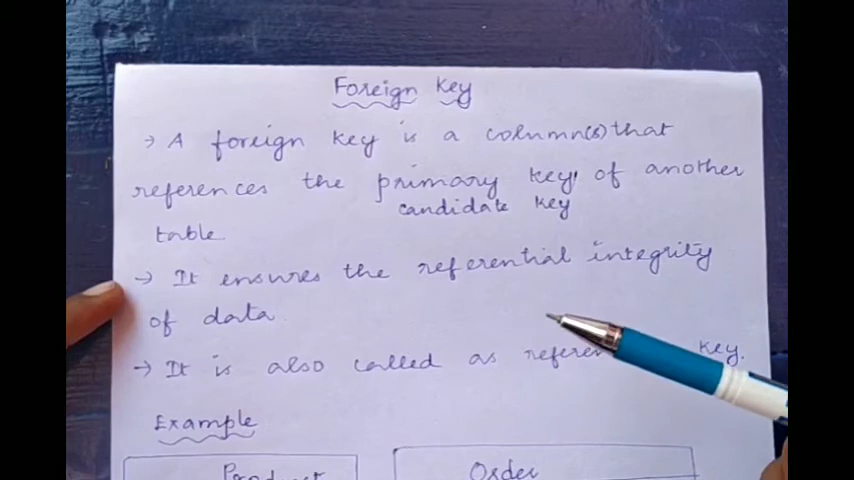 Foreign Key
→ A foreign key is a column(s) that
references the primary key of another
candidate key
table
→ It ensures the referential integrity
of data
→ It is also called as key.
Example
Product Order